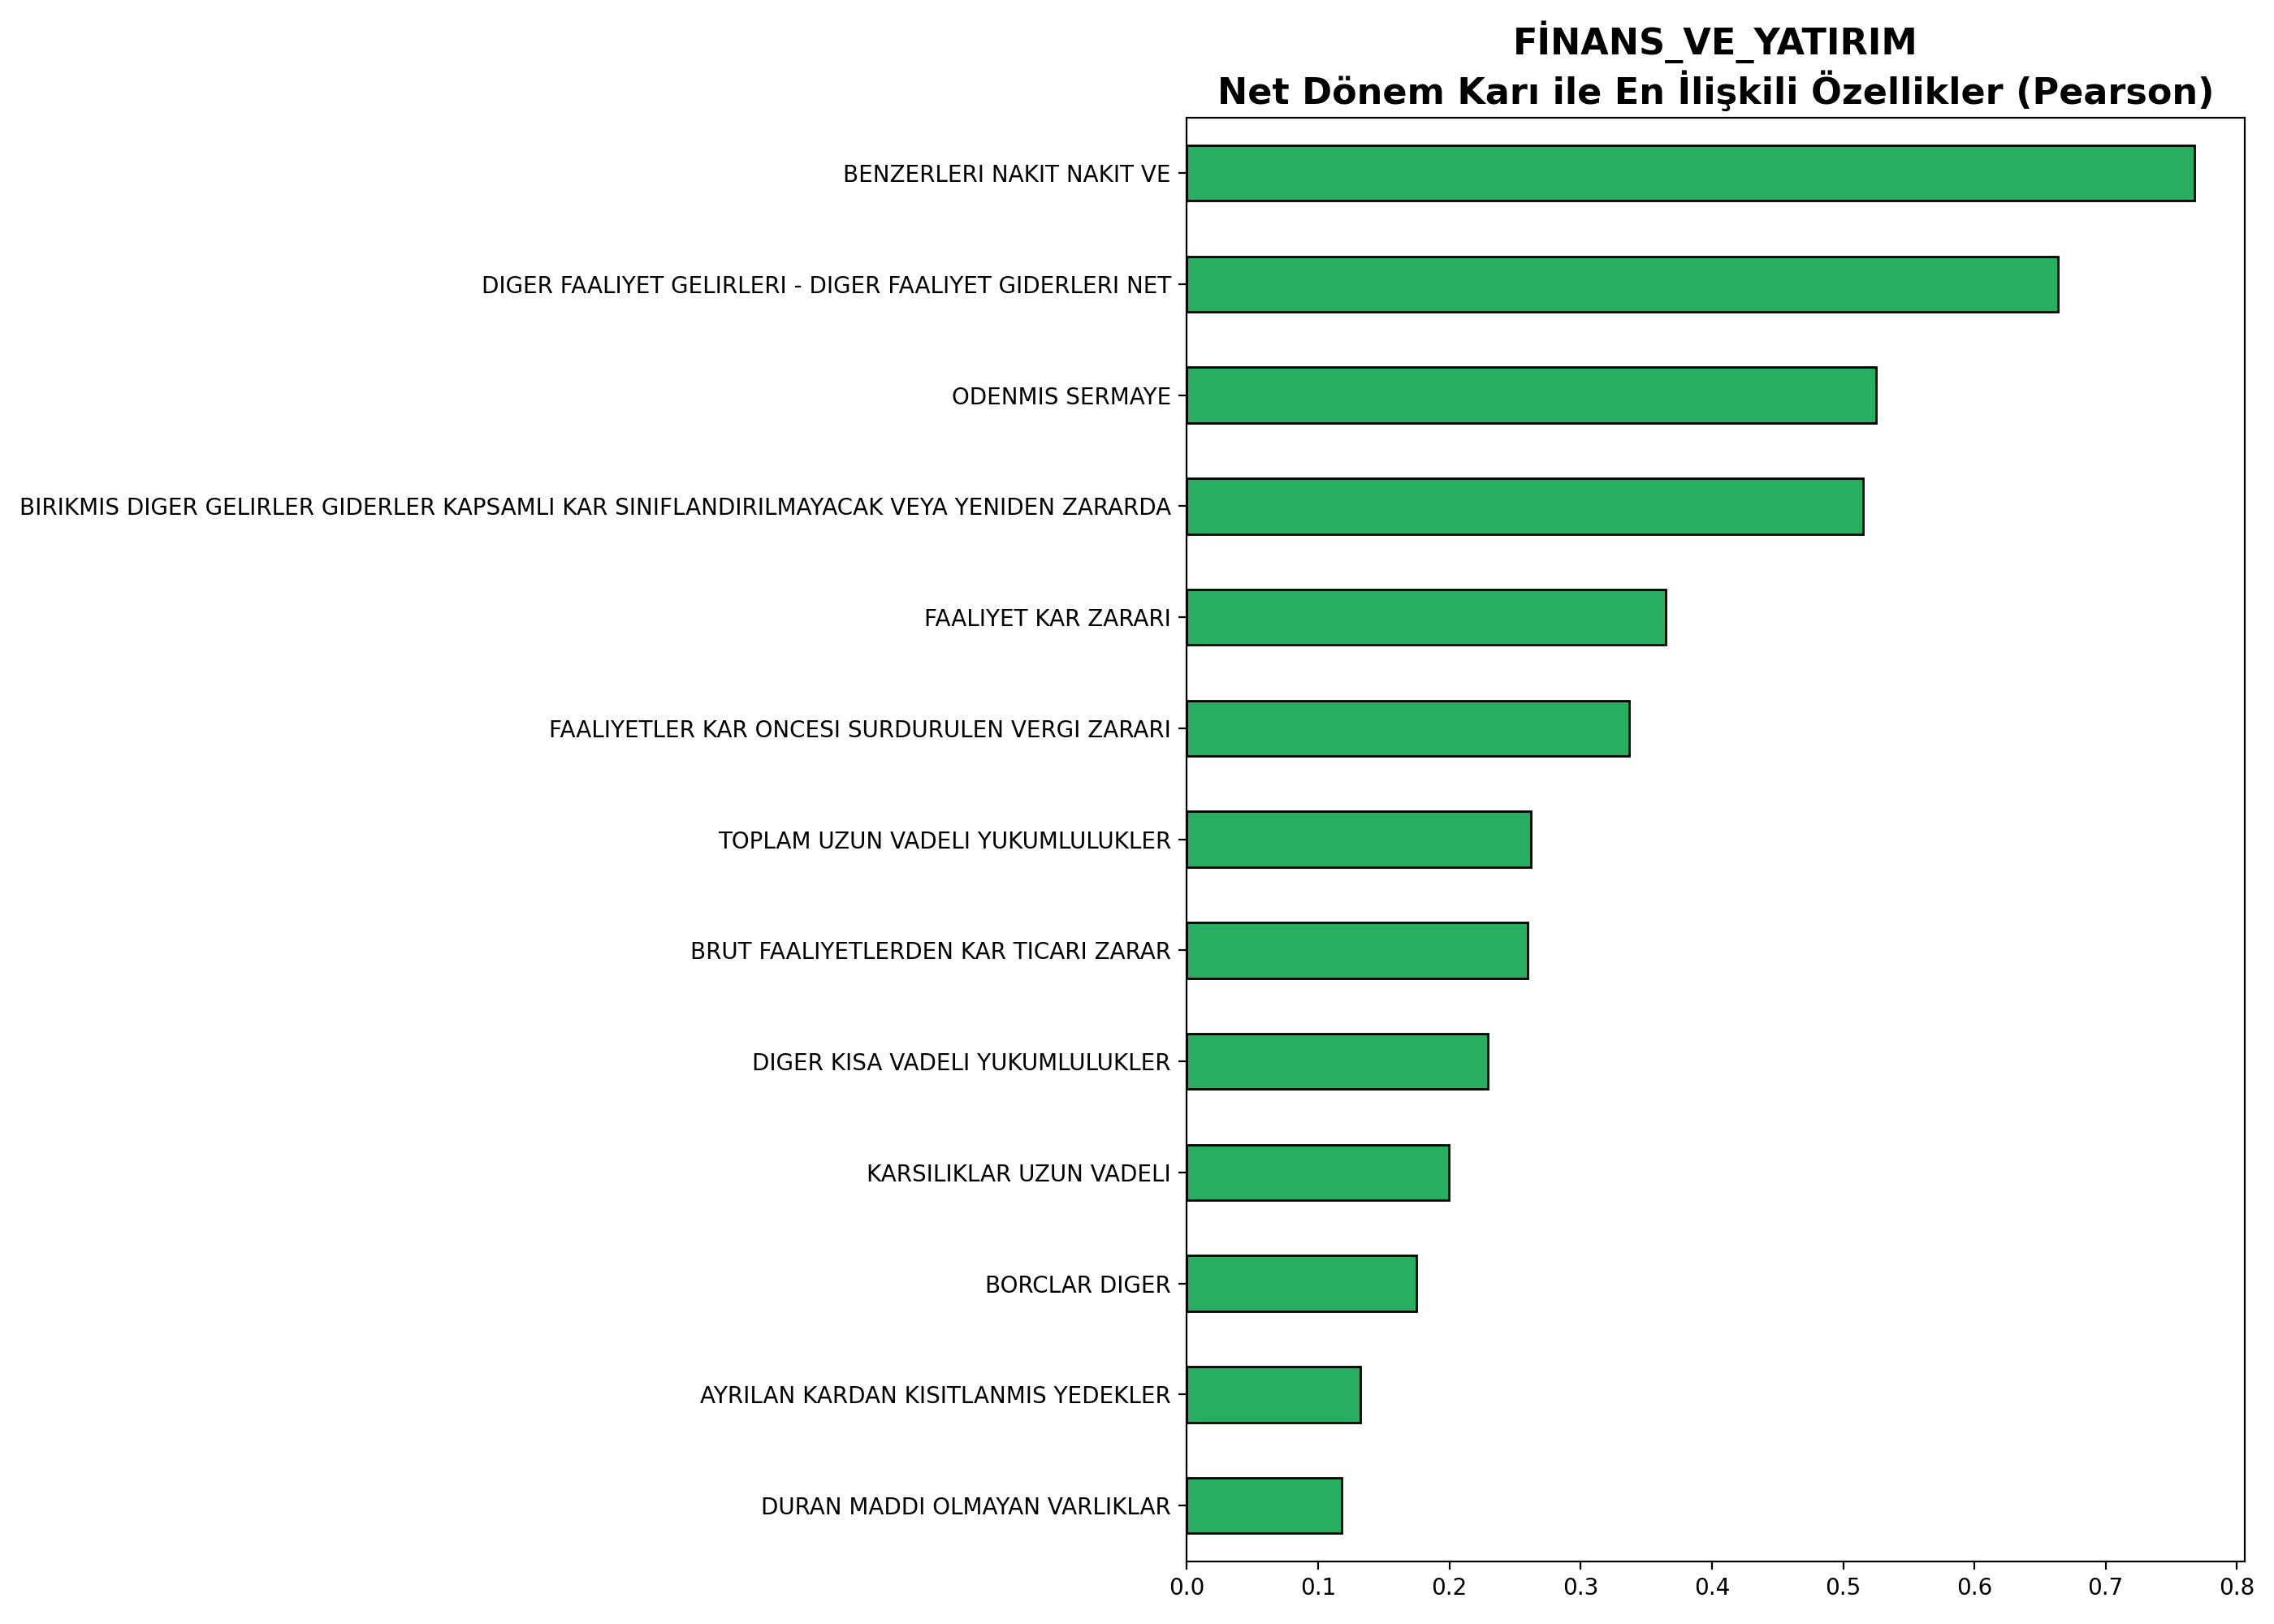 FİNANS_VE_YATIRIM
Net Dönem Karı ile En İlişkili Özellikler (Pearson)
BENZERLERI NAKIT NAKIT VE
DIGER FAALIYET GELIRLERI - DIGER FAALIYET GIDERLERI NET
ODENMIS SERMAYE
BIRIKMIS DIGER GELIRLER GIDERLER KAPSAMLI KAR SINIFLANDIRILMAYACAK VEYA YENIDEN ZARARDA
FAALIYET KAR ZARARI
FAALIYETLER KAR ONCESI SURDURULEN VERGI ZARARI
TOPLAM UZUN VADELI YUKUMLULUKLER
BRUT FAALIYETLERDEN KAR TICARI ZARAR
DIGER KISA VADELI YUKUMLULUKLER
KARSILIKLAR UZUN VADELI
BORCLAR DIGER
AYRILAN KARDAN KISITLANMIS YEDEKLER
DURAN MADDI OLMAYAN VARLIKLAR
0.0 0.1 0.2 0.3 0.4 0.5 0.6 0.7 0.8